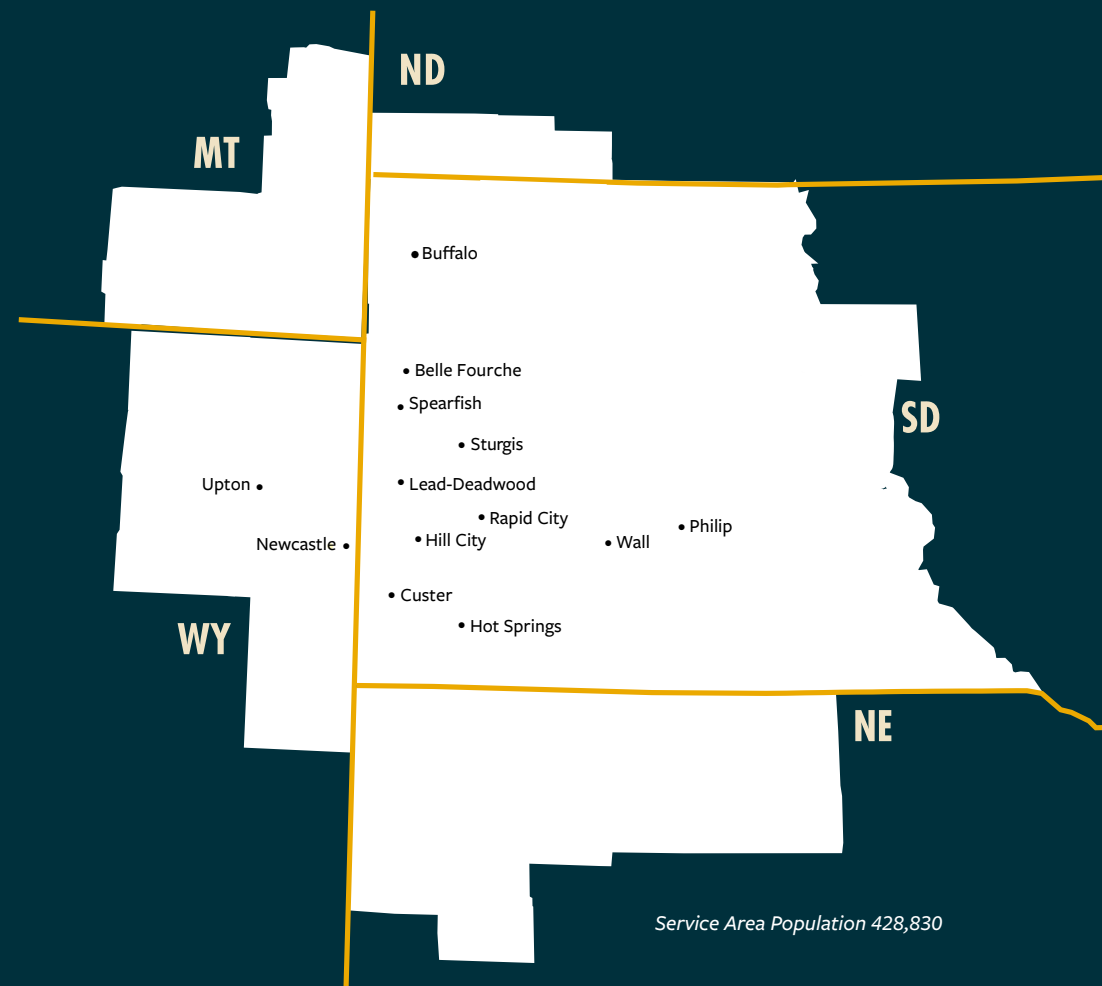 ND
MT
Buffalo
Belle Fourche
Spearfish
SD
Sturgis
Upton
Lead-Deadwood
Rapid City
Philip
Hill City
Wall
Newcastle
Custer
Hot Springs
WY
NE
Service Area Population 428,830